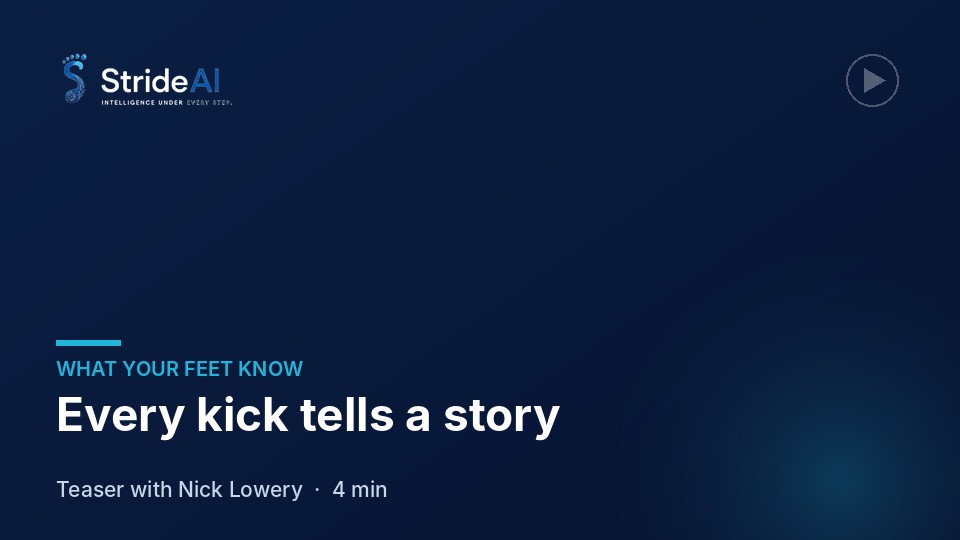 StrideAI
INTELLIGENCE UNDER EVERY STEP.
WHAT YOUR FEET KNOW
Every kick tells a story
Teaser with Nick Lowery · 4 min